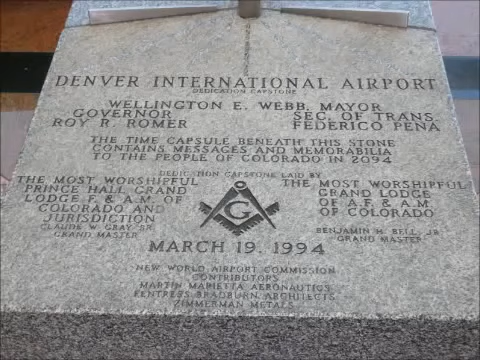 DENVER INTERNATIONAL AIRPORT
DEDICATION CAPSTONE
WELLINGTON E. WEBB, MAYOR
GOVERNOR
ROY R. ROMER
SEC. OF TRANS.
FEDERICO PEÑA
THE TIME CAPSULE BENEATH THIS STONE
CONTAINS MESSAGES AND MEMORABILIA
TO THE PEOPLE OF COLORADO IN 2094
DEDICATION CAPSTONE LAID BY
THE MOST WORSHIPFUL
PRINCE HALL GRAND
LODGE F. & A.M. OF
COLORADO AND
JURISDICTION
CLAUDE W. GRAY, SR.
GRAND MASTER
G
THE MOST WORSHIPFUL
GRAND LODGE
OF A.F. & A.M.
OF COLORADO
BENJAMIN H. BELL, JR.
GRAND MASTER
MARCH 19, 1994
NEW WORLD AIRPORT COMMISSION
CONTRIBUTORS
MARTIN MARIETTA AERONAUTICS
FENTRESS BRADBURN ARCHITECTS
ZIMMERMAN METALS